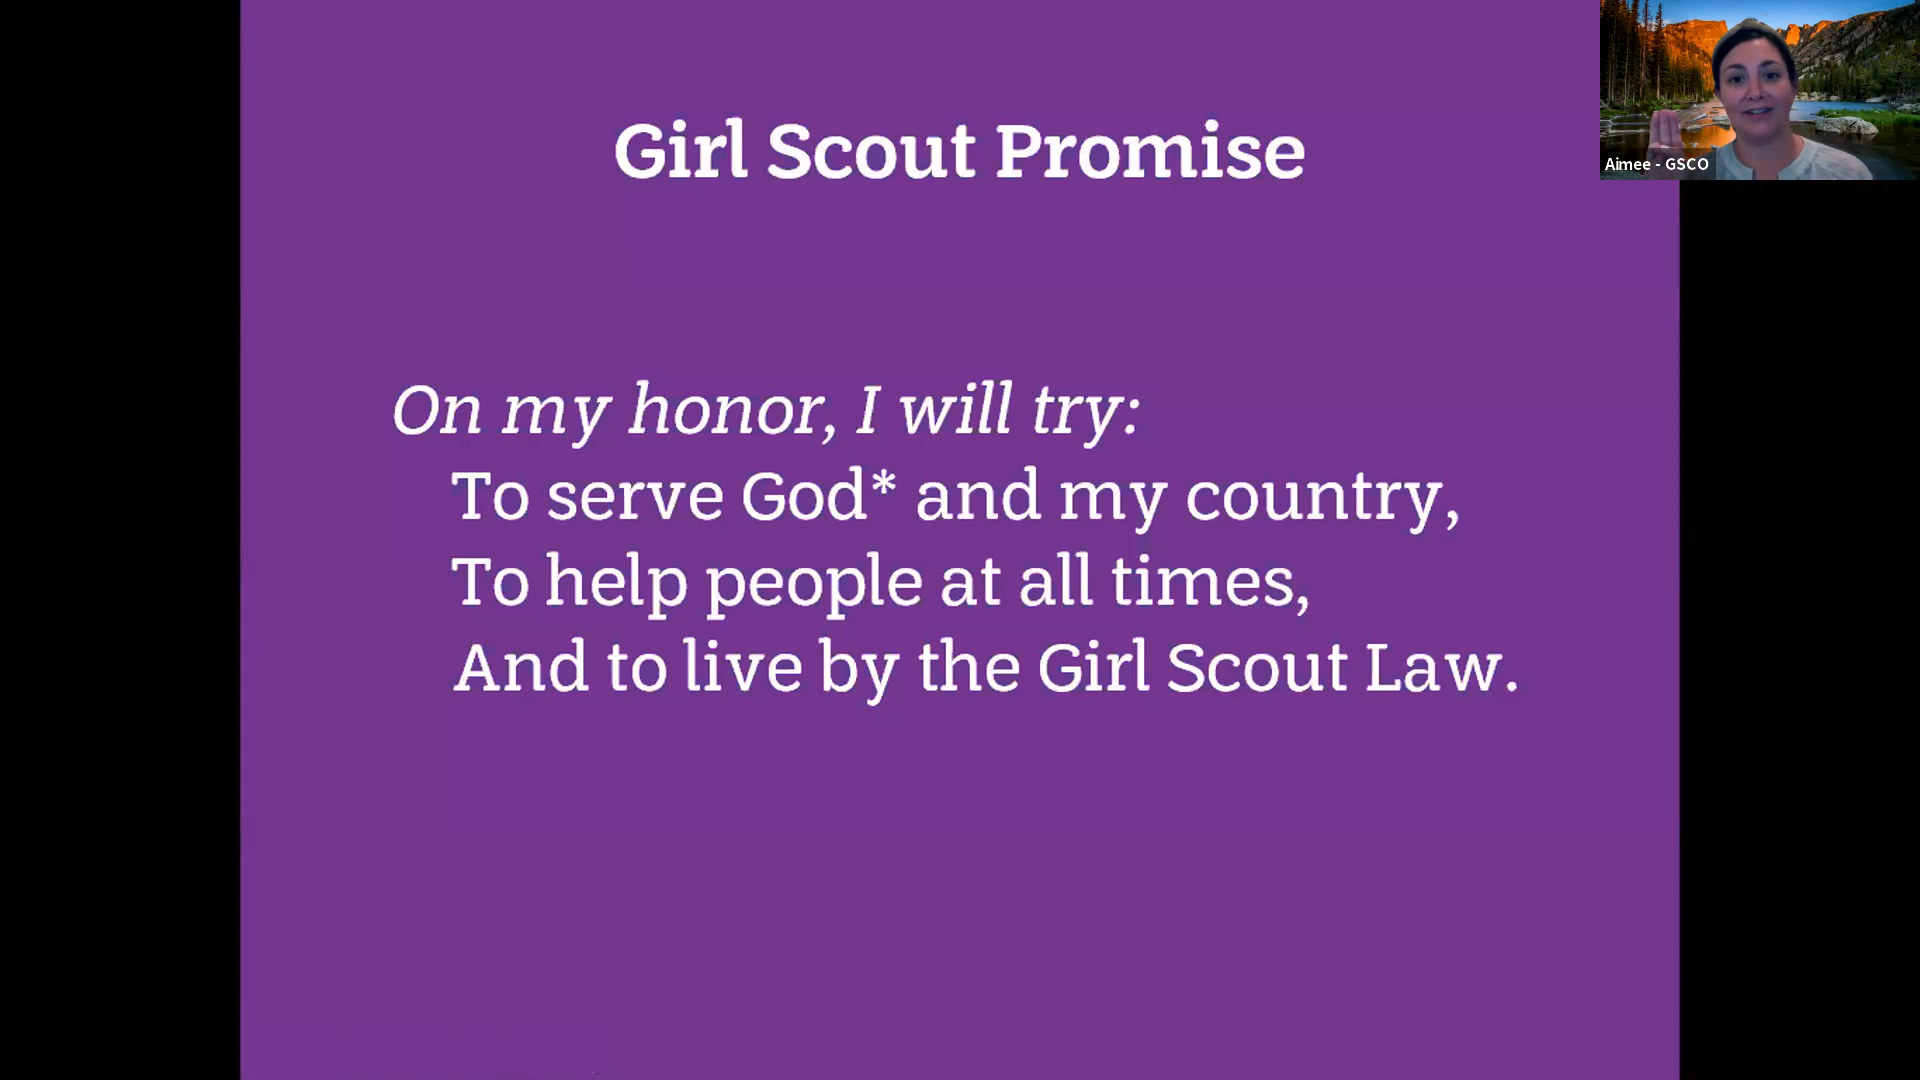 Girl Scout Promise
On my honor, I will try:
To serve God* and my country,
To help people at all times,
And to live by the Girl Scout Law.
Aimee - GSCO